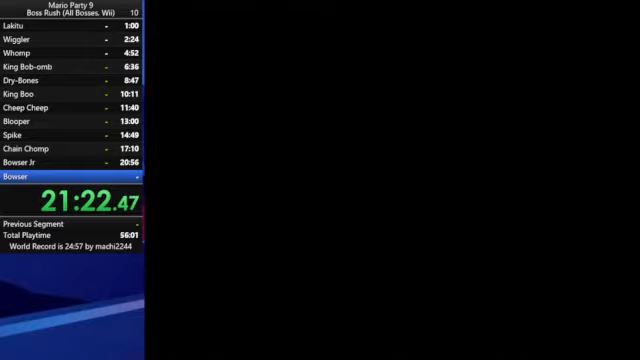 Mario Party 9
Boss Rush (All Bosses, Wii) 10
Lakitu - 1:00
Wiggler - 2:24
Whomp - 4:52
King Bob-omb - 6:36
Dry-Bones - 8:47
King Boo - 10:11
Cheep Cheep - 11:40
Blooper - 13:00
Spike - 14:49
Chain Chomp - 17:10
Bowser Jr - 20:56
Bowser -
21:22.47
Previous Segment -
Total Playtime 56:01
World Record is 24:57 by machi2244